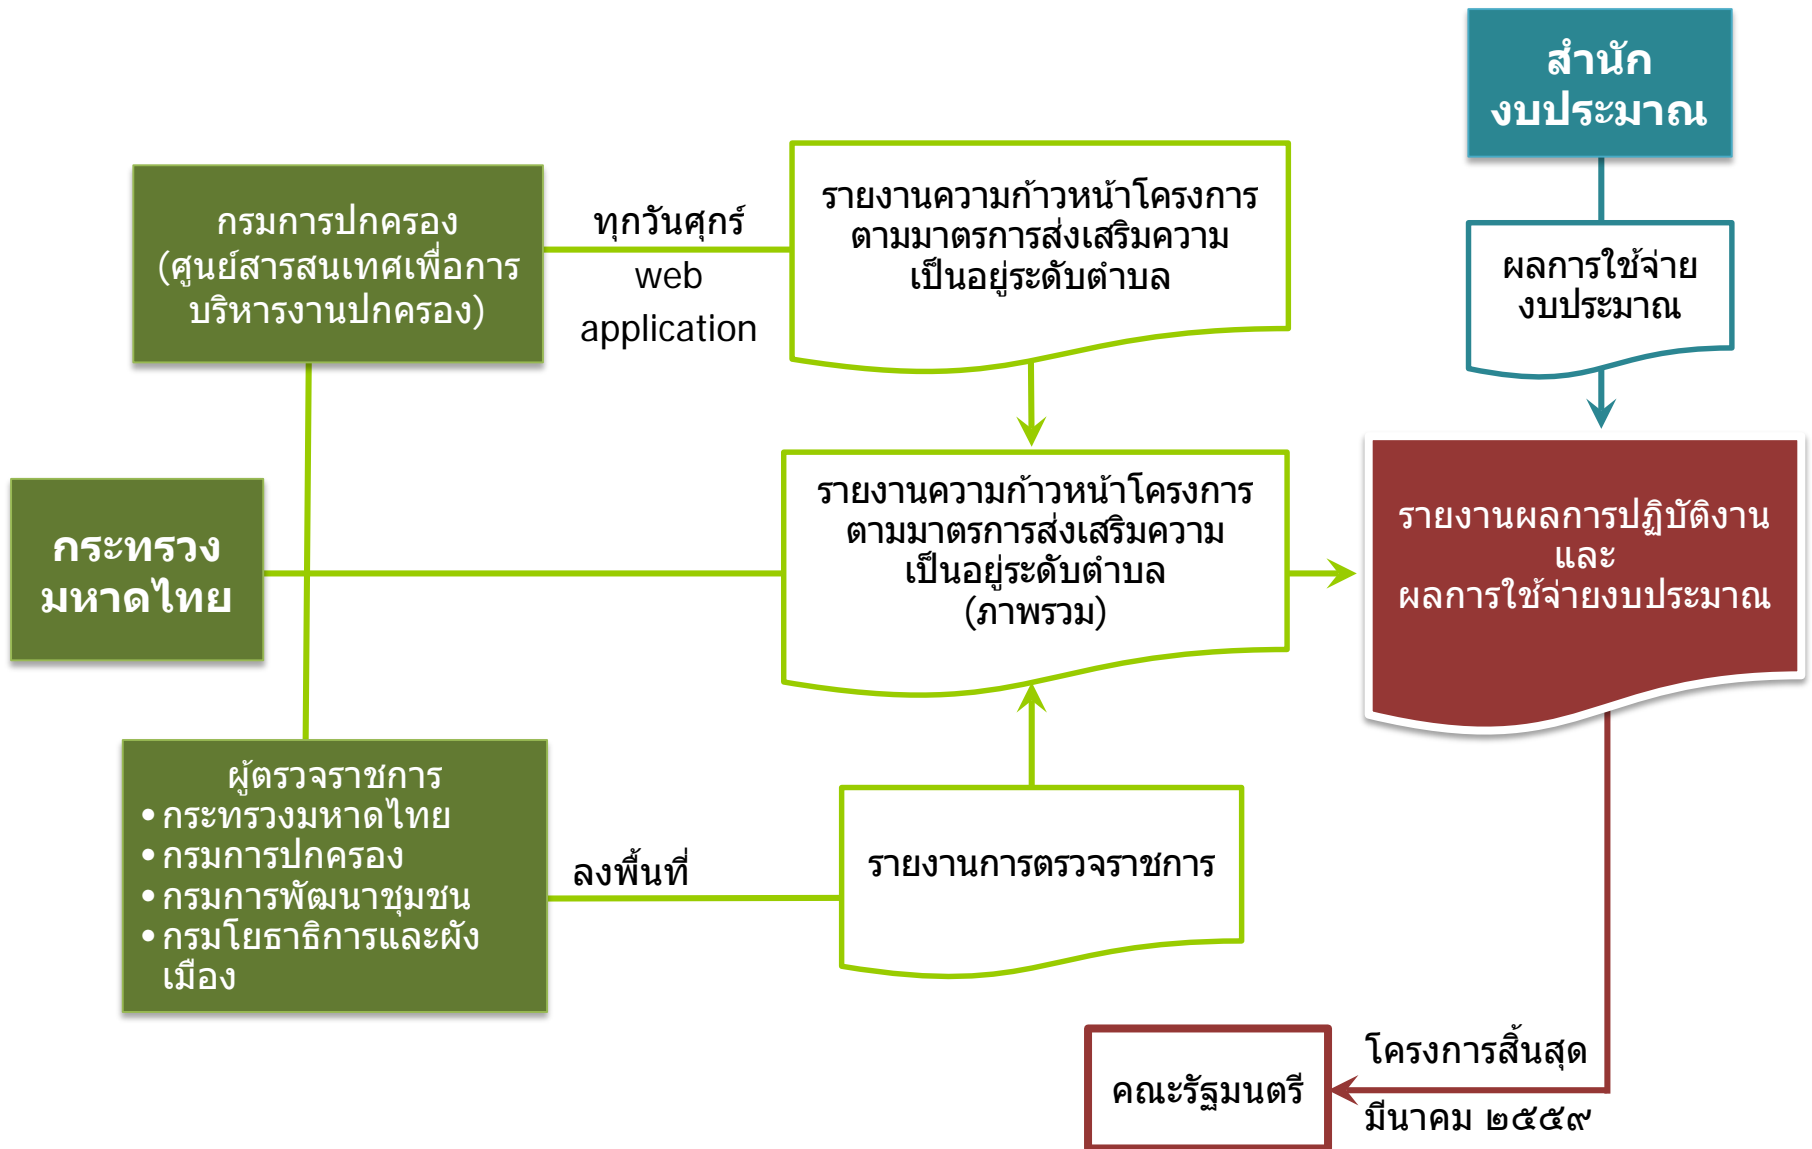 สำนัก
งบประมาณ
กรมการปกครอง
(ศูนย์สารสนเทศเพื่อการ
บริหารงานปกครอง)
ทุกวันศุกร์
web
application
รายงานความก้าวหน้าโครงการ
ตามมาตรการส่งเสริมความ
เป็นอยู่ระดับตำบล
ผลการใช้จ่าย
งบประมาณ
กระทรวง
มหาดไทย
รายงานความก้าวหน้าโครงการ
ตามมาตรการส่งเสริมความ
เป็นอยู่ระดับตำบล
(ภาพรวม)
รายงานผลการปฏิบัติงาน
และ
ผลการใช้จ่ายงบประมาณ
ผู้ตรวจราชการ
•กระทรวงมหาดไทย
•กรมการปกครอง
•กรมการพัฒนาชุมชน
•กรมโยธาธิการและผัง
เมือง
ลงพื้นที่
รายงานการตรวจราชการ
คณะรัฐมนตรี
โครงการสิ้นสุด
มีนาคม ๒๕๕๙